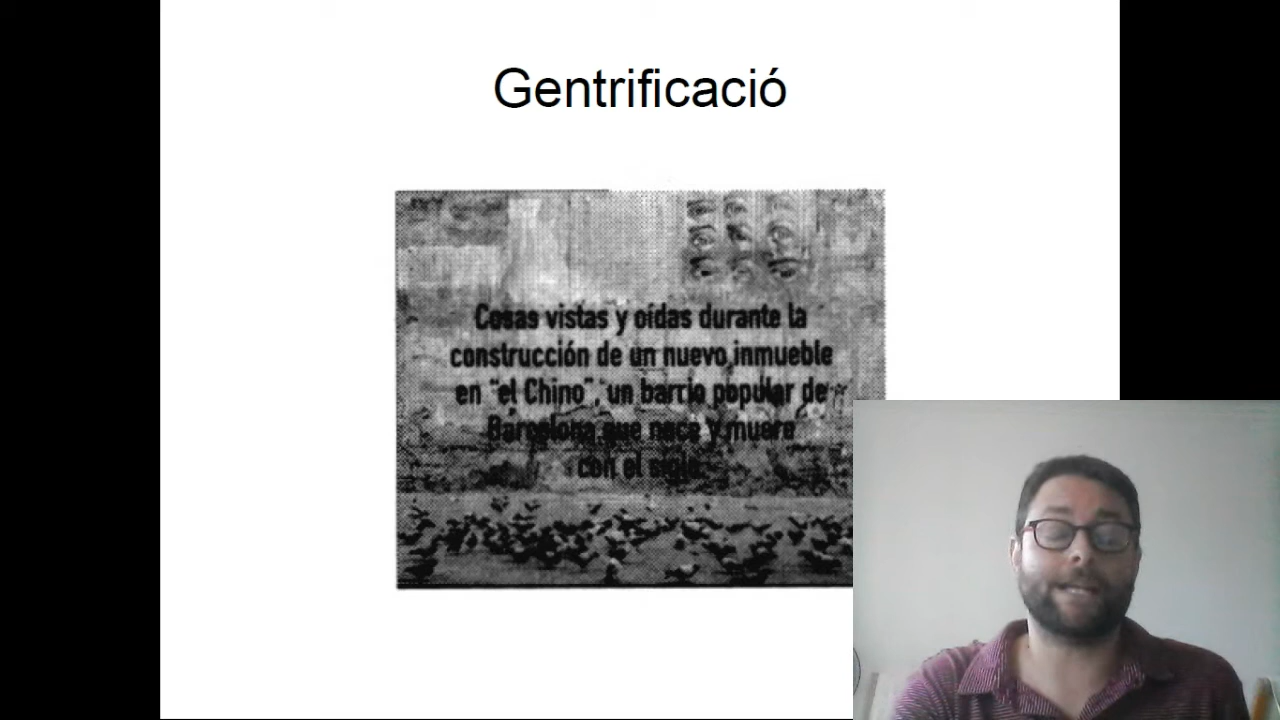 Gentrificació
Cosas vistas y oídas durante la
construcción de un nuevo inmueble
en "el Chino", un barrio popular de
Barcelona que nace y muere
con el siglo